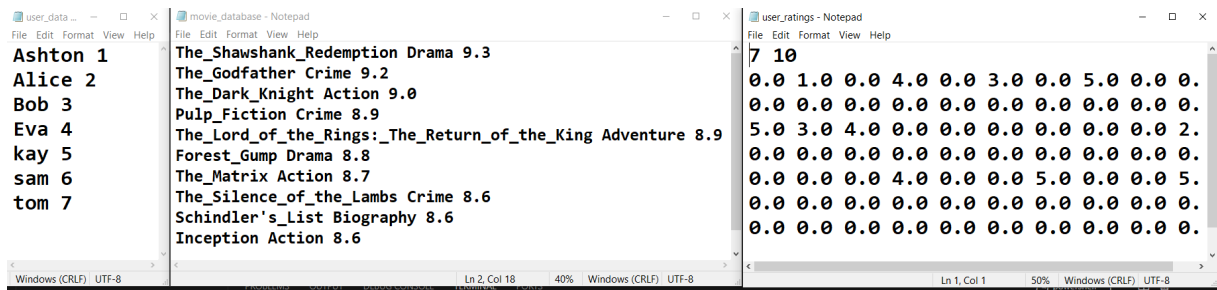 user_data ...
File Edit Format View Help
Ashton 1
Alice 2
Bob 3
Eva 4
kay 5
sam 6
tom 7
Windows (CRLF) UTF-8
movie_database - Notepad
File Edit Format View Help
The_Shawshank_Redemption Drama 9.3
The_Godfather Crime 9.2
The_Dark_Knight Action 9.0
Pulp_Fiction Crime 8.9
The_Lord_of_the_Rings:_The_Return_of_the_King Adventure 8.9
Forest_Gump Drama 8.8
The_Matrix Action 8.7
The_Silence_of_the_Lambs Crime 8.6
Schindler's_List Biography 8.6
Inception Action 8.6
Ln 2, Col 18 40% Windows (CRLF) UTF-8
user_ratings - Notepad
File Edit Format View Help
7 10
0.0 1.0 0.0 4.0 0.0 3.0 0.0 5.0 0.0 0.
0.0 0.0 0.0 0.0 0.0 0.0 0.0 0.0 0.0 0.
5.0 3.0 4.0 0.0 0.0 0.0 0.0 0.0 0.0 2.
0.0 0.0 0.0 0.0 0.0 0.0 0.0 0.0 0.0 0.
0.0 0.0 0.0 4.0 0.0 0.0 5.0 0.0 0.0 5.
0.0 0.0 0.0 0.0 0.0 0.0 0.0 0.0 0.0 0.
0.0 0.0 0.0 0.0 0.0 0.0 0.0 0.0 0.0 0.
Ln 1, Col 1 50% Windows (CRLF) UTF-8